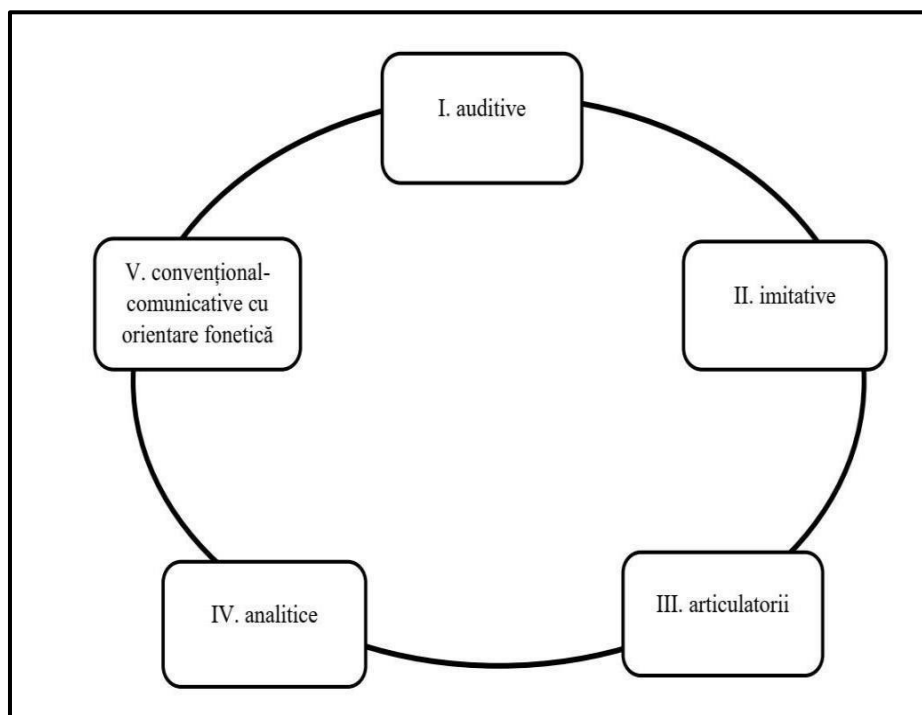 I. auditive
II. imitative
III. articulatorii
IV. analitice
V. convențional-
comunicative cu
orientare fonetică